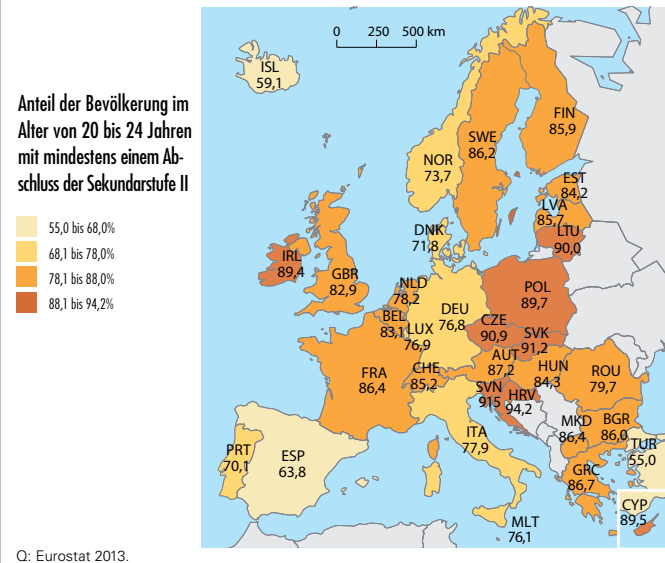 Anteil der Bevölkerung im
Alter von 20 bis 24 Jahren
mit mindestens einem Ab-
schluss der Sekundarstufe II
55,0 bis 68,0%
68,1 bis 78,0%
78,1 bis 88,0%
88,1 bis 94,2%
0 250 500 km
ISL
59,1
FIN
85,9
SWE
86,2
NOR
73,7
EST
84,2
LVA
85,7
LTU
90,0
DNK
71,8
IRL
89,4
GBR
82,9
NLD
78,2
BEL
83,1
LUX
76,9
DEU
76,8
POL
89,7
CZE
90,9
SVK
91,2
AUT
87,2
HUN
84,3
ROU
79,7
FRA
86,4
CHE
85,2
SVN
915
HRV
94,2
MKD
86,4
BGR
86,0
TUR
55,0
ITA
77,9
PRT
70,1
ESP
63,8
GRC
86,7
CYP
89,5
MLT
76,1
Q: Eurostat 2013.